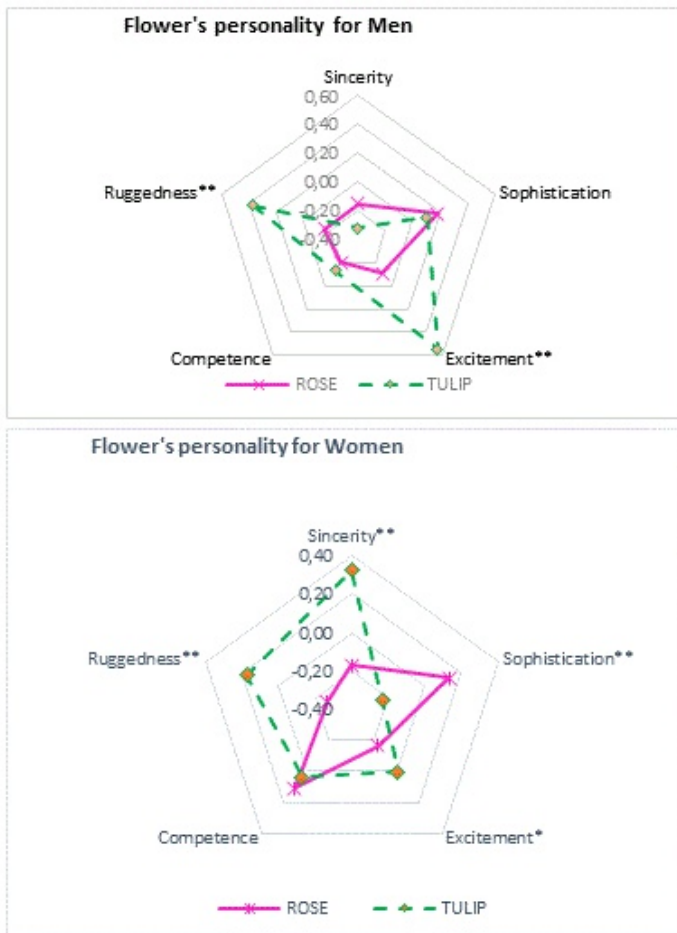 Flower's personality for Men
Sincerity
0,60
0,40
0,20
0,00
-0,20
-0,40
Ruggedness**
Sophistication
Competence
Excitement**
ROSE
TULIP
Flower's personality for Women
Sincerity**
0,40
0,20
0,00
-0,20
-0,40
Ruggedness**
Sophistication**
Competence
Excitement*
ROSE
TULIP